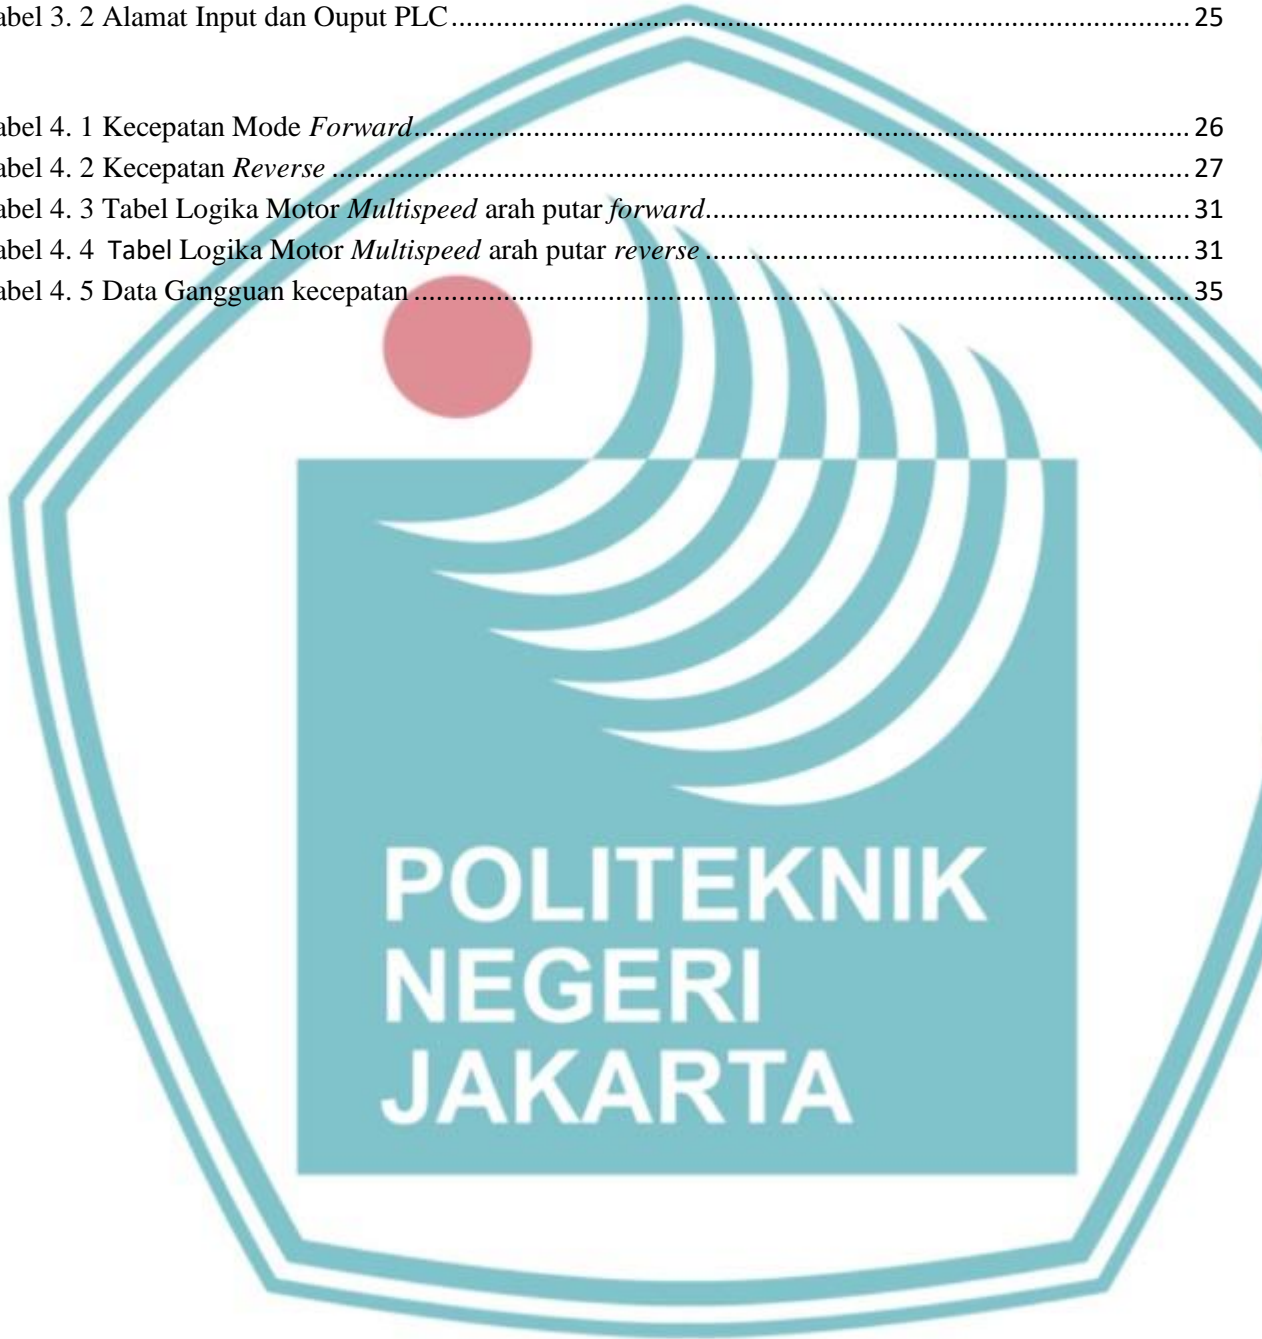 abel 3. 2 Alamat Input dan Ouput PLC........................................................................................ 25
abel 4. 1 Kecepatan Mode Forward............................................................................................. 26
abel 4. 2 Kecepatan Reverse ....................................................................................................... 27
abel 4. 3 Tabel Logika Motor Multispeed arah putar forward....................................................... 31
abel 4. 4 Tabel Logika Motor Multispeed arah putar reverse ....................................................... 31
abel 4. 5 Data Gangguan kecepatan ............................................................................................. 35
POLITEKNIK
NEGERI
JAKARTA